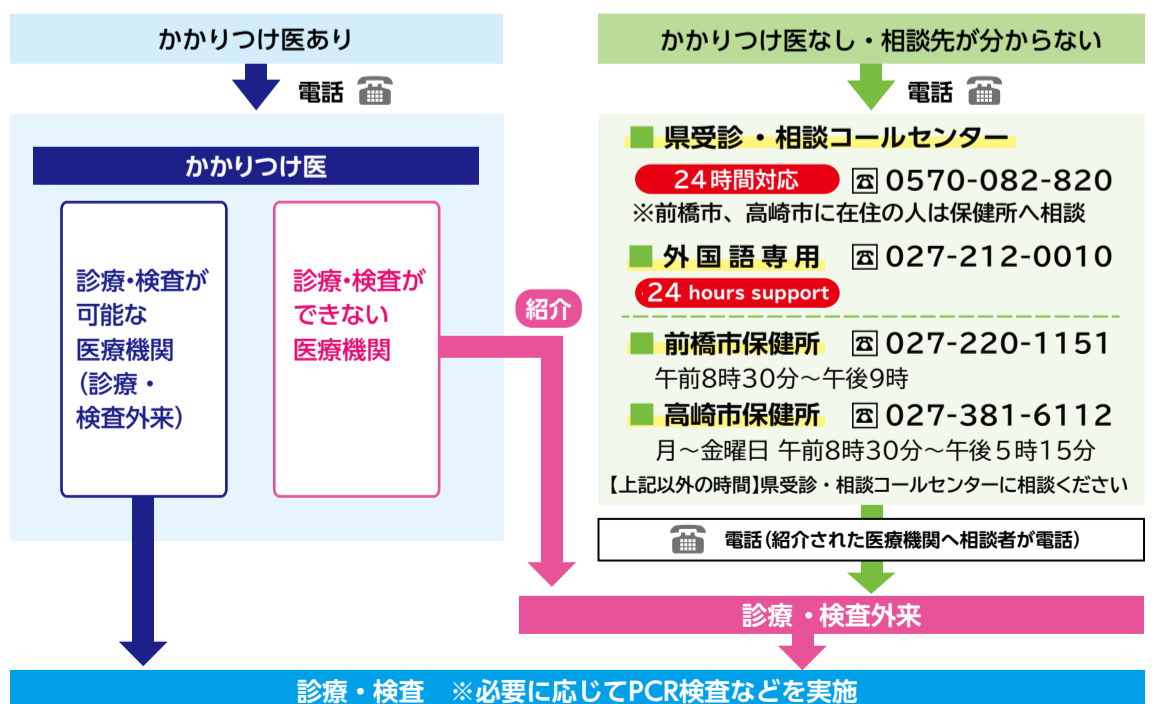 かかりつけ医あり
電話
かかりつけ医
診療・検査が
可能な
医療機関
(診療・
検査外来)
診療・検査が
できない
医療機関
紹介
かかりつけ医なし・相談先が分からない
電話
県受診・相談コールセンター
24時間対応 0570-082-820
※前橋市、高崎市に在住の人は保健所へ相談
外国語専用 027-212-0010
24 hours support
前橋市保健所 027-220-1151
午前8時30分～午後9時
高崎市保健所 027-381-6112
月～金曜日 午前8時30分～午後5時15分
【上記以外の時間】県受診・相談コールセンターに相談ください
電話(紹介された医療機関へ相談者が電話)
診療・検査外来
診療・検査 ※必要に応じてPCR検査などを実施